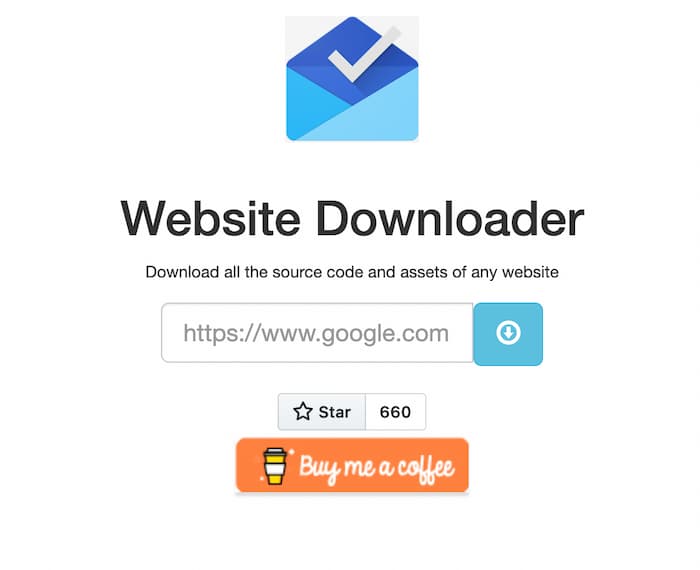 Website Downloader
Download all the source code and assets of any website
https://www.google.com
Star 660
Buy me a coffee